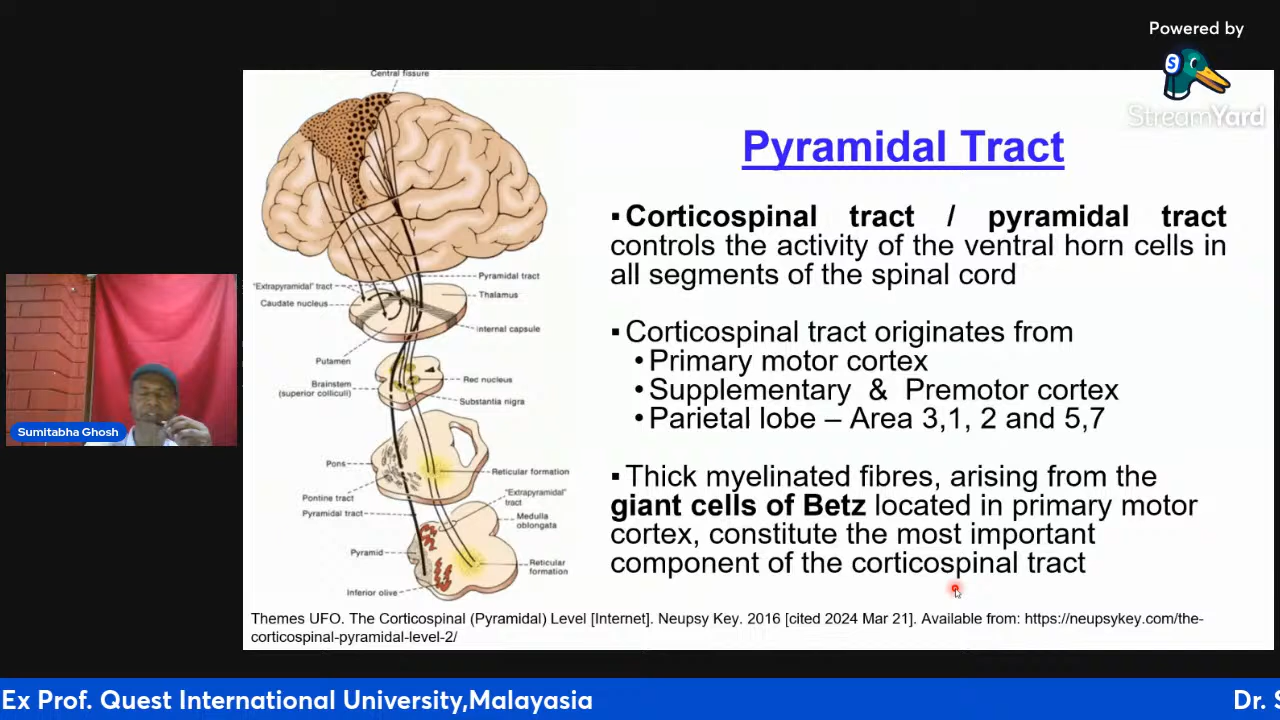 Powered by
StreamYard
Central fissure
Pyramidal Tract
▪Corticospinal tract / pyramidal tract
controls the activity of the ventral horn cells in
all segments of the spinal cord
▪Corticospinal tract originates from
•Primary motor cortex
•Supplementary & Premotor cortex
•Parietal lobe – Area 3,1, 2 and 5,7
▪Thick myelinated fibres, arising from the
giant cells of Betz located in primary motor
cortex, constitute the most important
component of the corticospinal tract
Pyramidal tract
"Extrapyramidal" tract
Thalamus
Caudate nucleus
Internal capsule
Putamen
Red nucleus
Brainstem
(superior colliculi)
Substantia nigra
Pons
Reticular formation
Pontine tract
"Extrapyramidal"
tract
Pyramidal tract
Medulla
oblongata
Pyramid
Reticular
formation
Inferior olive
Themes UFO. The Corticospinal (Pyramidal) Level [Internet]. Neupsy Key. 2016 [cited 2024 Mar 21]. Available from: https://neupsykey.com/the-
corticospinal-pyramidal-level-2/
Sumitabha Ghosh
Ex Prof. Quest International University,Malayasia
Dr. S